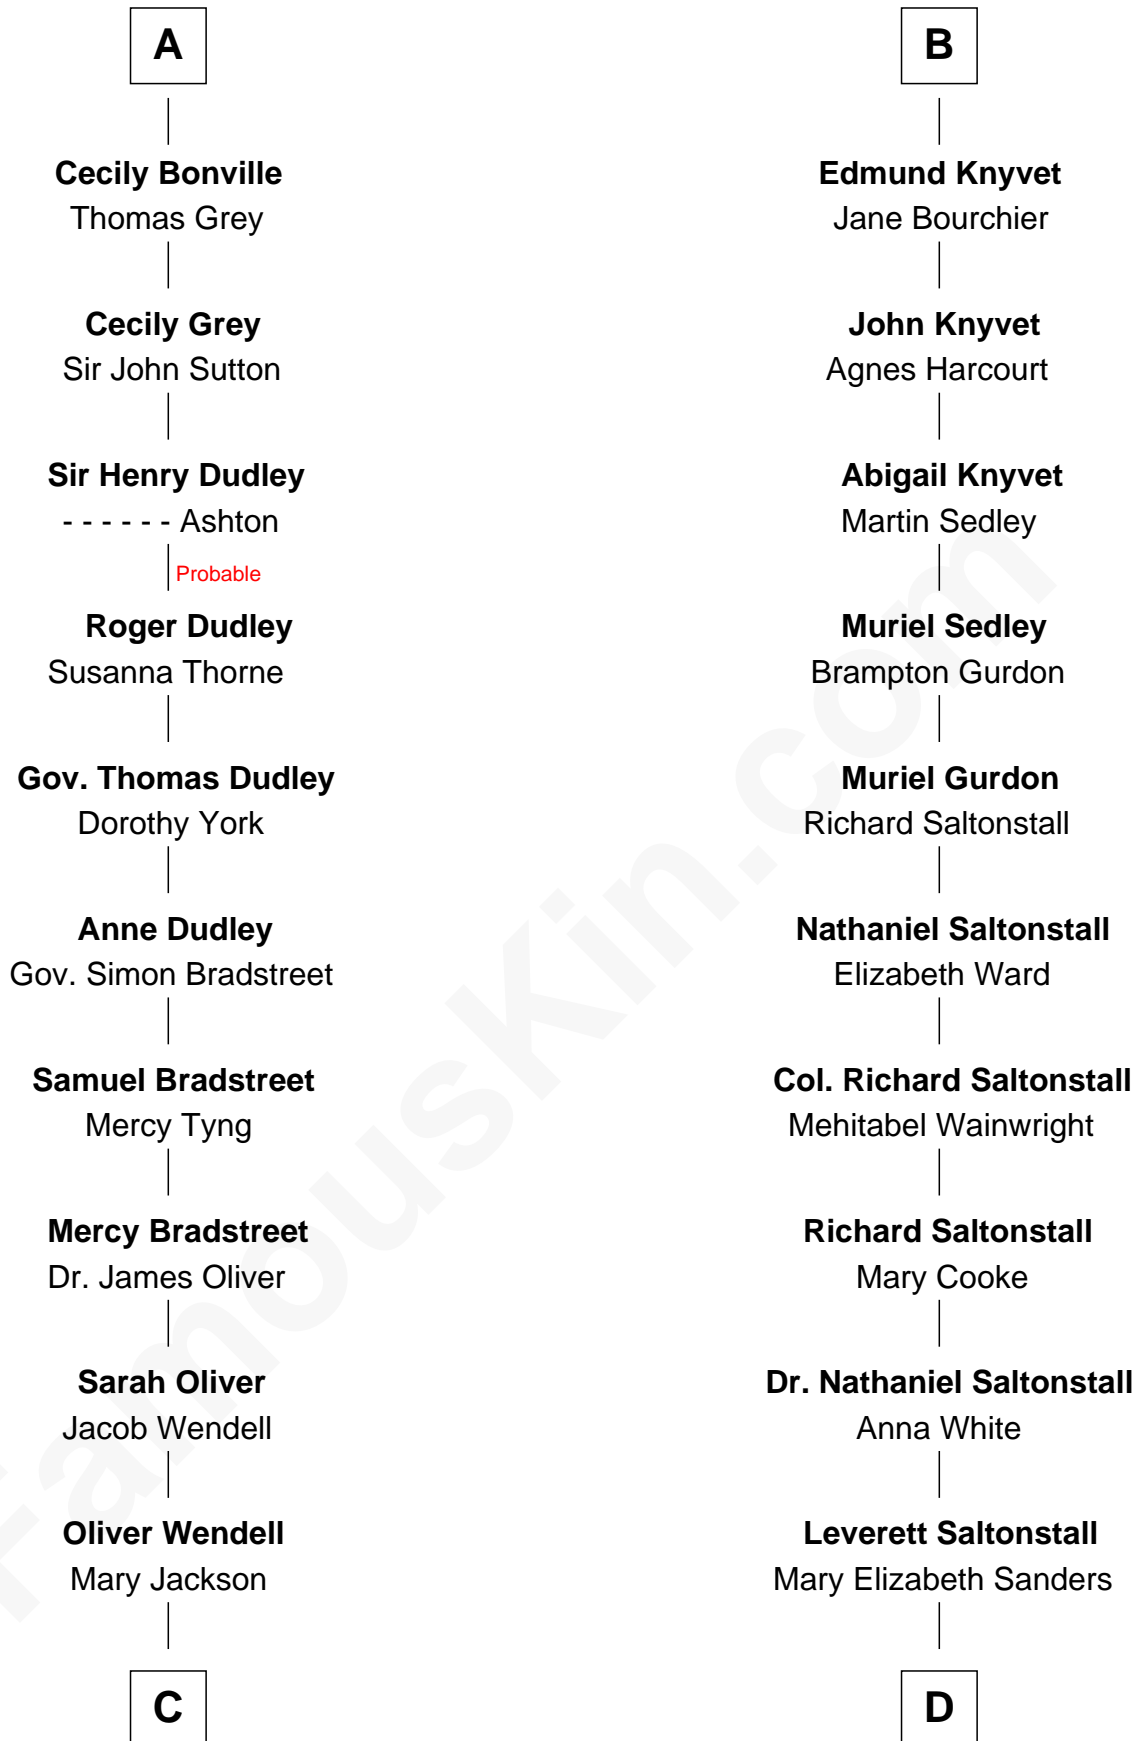 A
Cecily Bonville
Thomas Grey
Cecily Grey
Sir John Sutton
Sir Henry Dudley
- - - - - - Ashton
Probable
Roger Dudley
Susanna Thorne
Gov. Thomas Dudley
Dorothy York
Anne Dudley
Gov. Simon Bradstreet
Samuel Bradstreet
Mercy Tyng
Mercy Bradstreet
Dr. James Oliver
Sarah Oliver
Jacob Wendell
Oliver Wendell
Mary Jackson
C
B
Edmund Knyvet
Jane Bourchier
John Knyvet
Agnes Harcourt
Abigail Knyvet
Martin Sedley
Muriel Sedley
Brampton Gurdon
Muriel Gurdon
Richard Saltonstall
Nathaniel Saltonstall
Elizabeth Ward
Col. Richard Saltonstall
Mehitabel Wainwright
Richard Saltonstall
Mary Cooke
Dr. Nathaniel Saltonstall
Anna White
Leverett Saltonstall
Mary Elizabeth Sanders
D
FamousKin.com